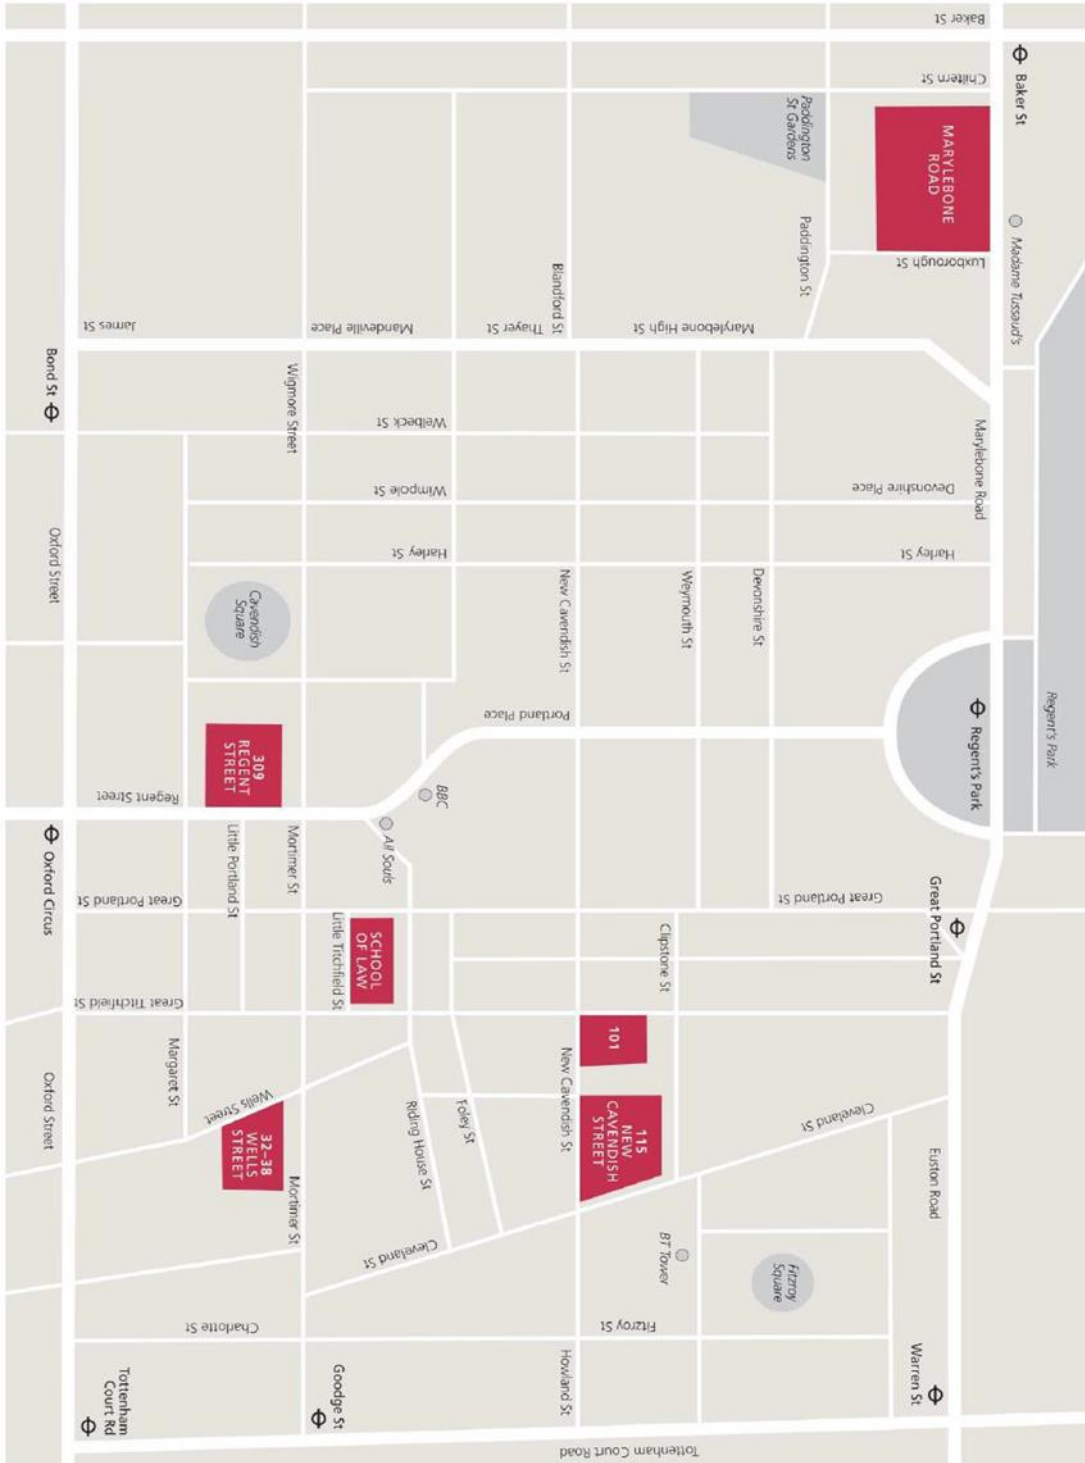 Baker St
Baker St
Chiltern St
Paddington
St Gardens
MARYLEBONE
ROAD
Madame Tussaud's
Luxborough St
Paddington St
Blandford St
James St
Mandeville Place
Thayer St
Marylebone High St
Bond St
Wigmore Street
Welbeck St
Marylebone Road
Wimpole St
Devonshire Place
Oxford Street
Harley St
Harley St
Cavendish
Square
New Cavendish St
Weymouth St
Devonshire St
Portland Place
Regent's Park
Regent's Park
309
REGENT
STREET
BBC
Regent Street
Oxford Circus
Little Portland St
Mortimer St
All Souls
Great Portland St
Great Portland St
Great Portland St
Little Titchfield St
SCHOOL
OF LAW
Clipstone St
Great Titchfield St
101
Oxford Street
Margaret St
Wells Street
Riding House St
Foley St
New Cavendish St
115
NEW
CAVENDISH
STREET
Cleveland St
Euston Road
32–38
WELLS
STREET
Mortimer St
Cleveland St
BT Tower
Fitzroy
Square
Charlotte St
Fitzroy St
Tottenham
Court Rd
Goodge St
Howland St
Warren St
Tottenham Court Road